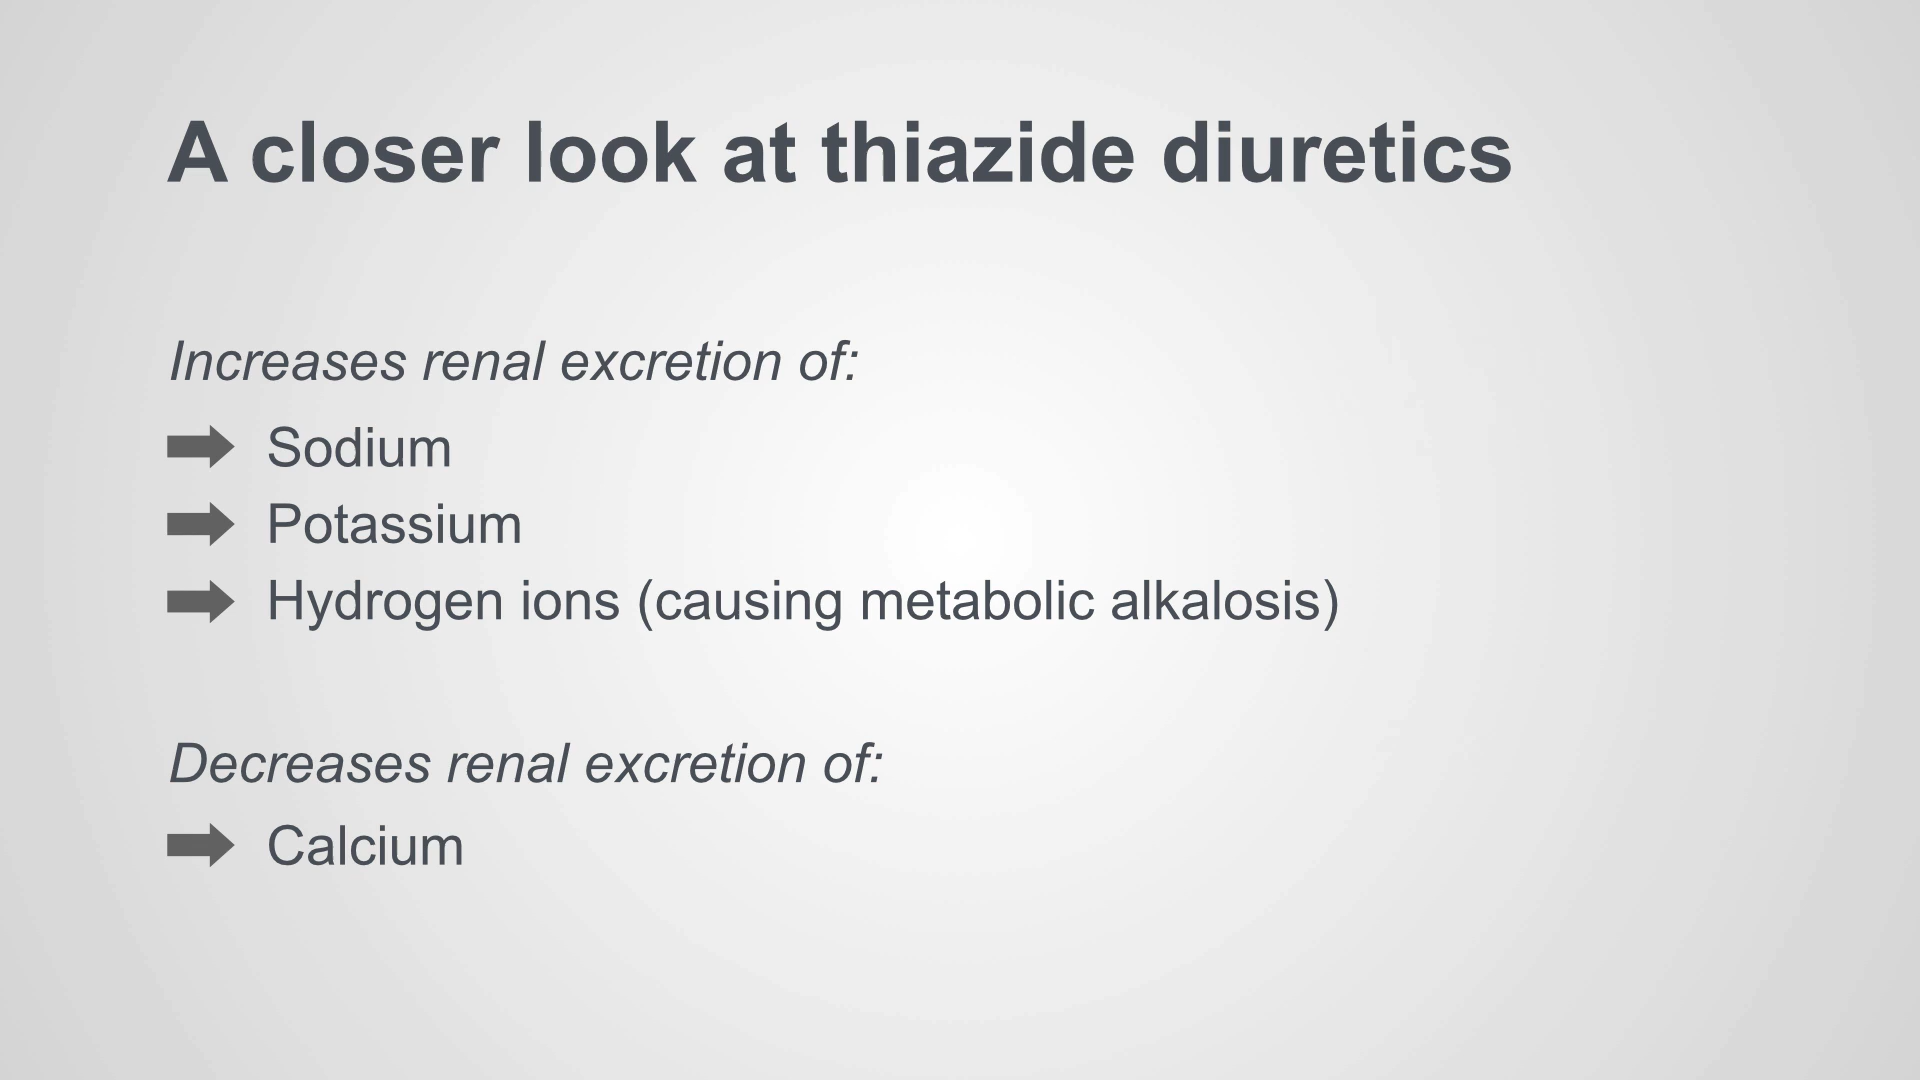 A closer look at thiazide diuretics
Increases renal excretion of:
Sodium
Potassium
Hydrogen ions (causing metabolic alkalosis)
Decreases renal excretion of:
Calcium